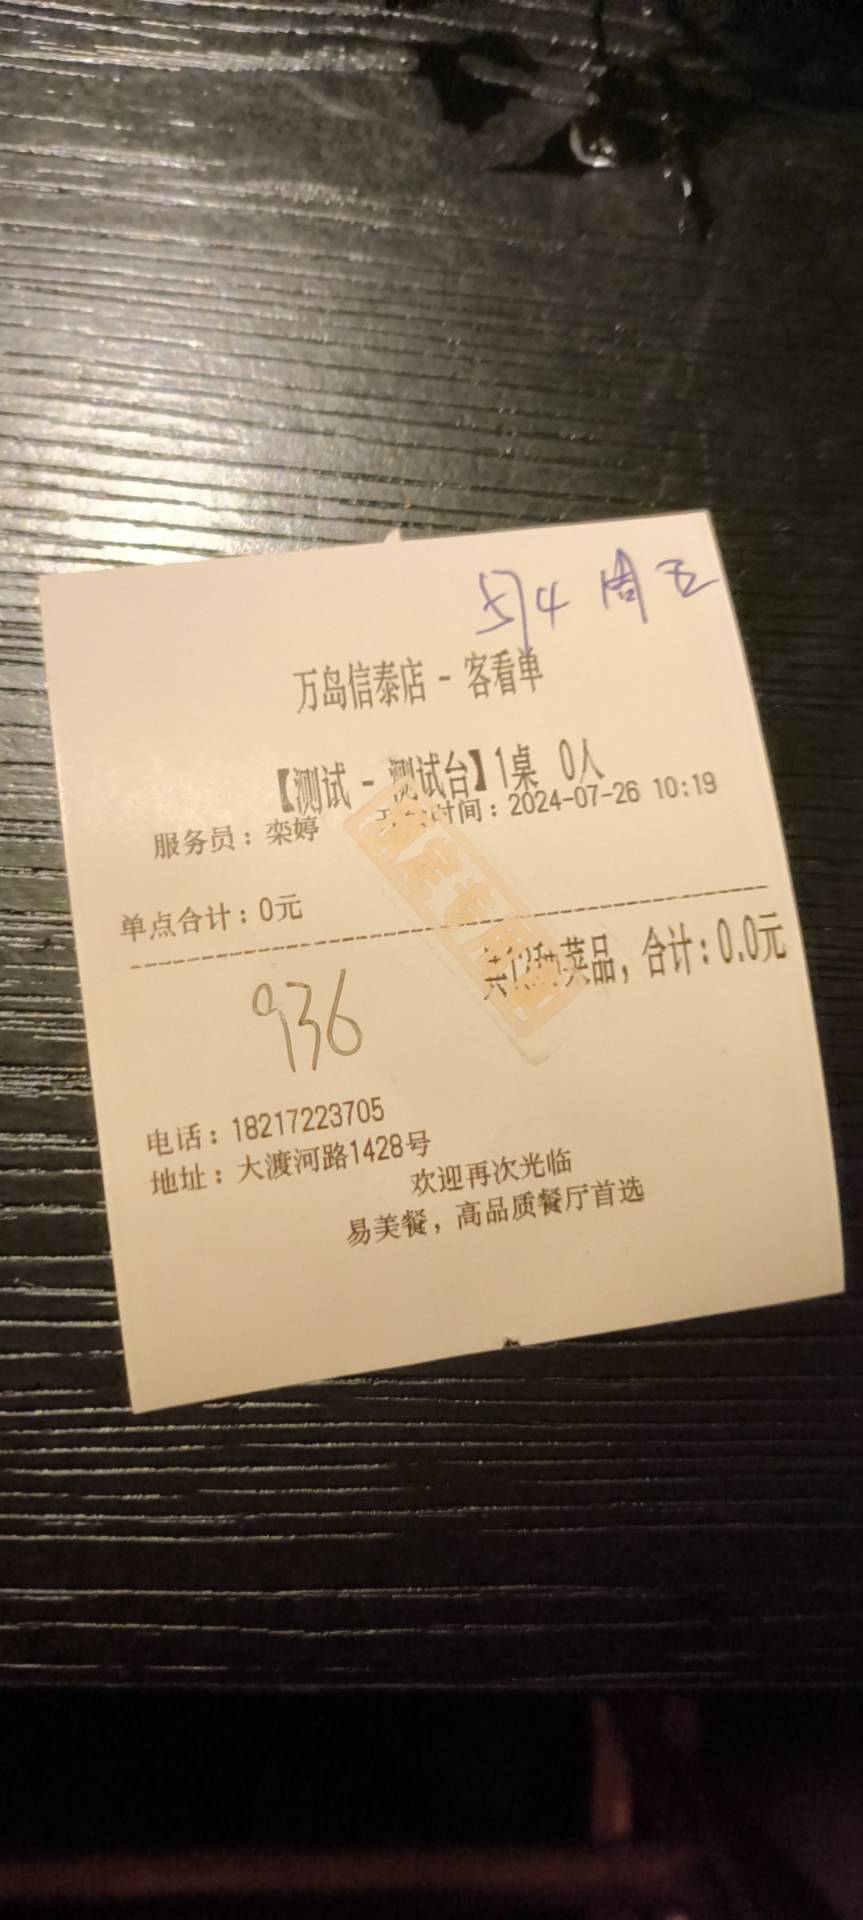 周五
万岛信泰店 - 客看单
【测试 - 测试台】1桌 0人
服务员：栾婷 时间：2024-07-26 10:19
单点合计：0元
种菜品，合计：0.0元
936
电话：18217223705
地址：大渡河路1428号
欢迎再次光临
易美餐，高品质餐厅首选